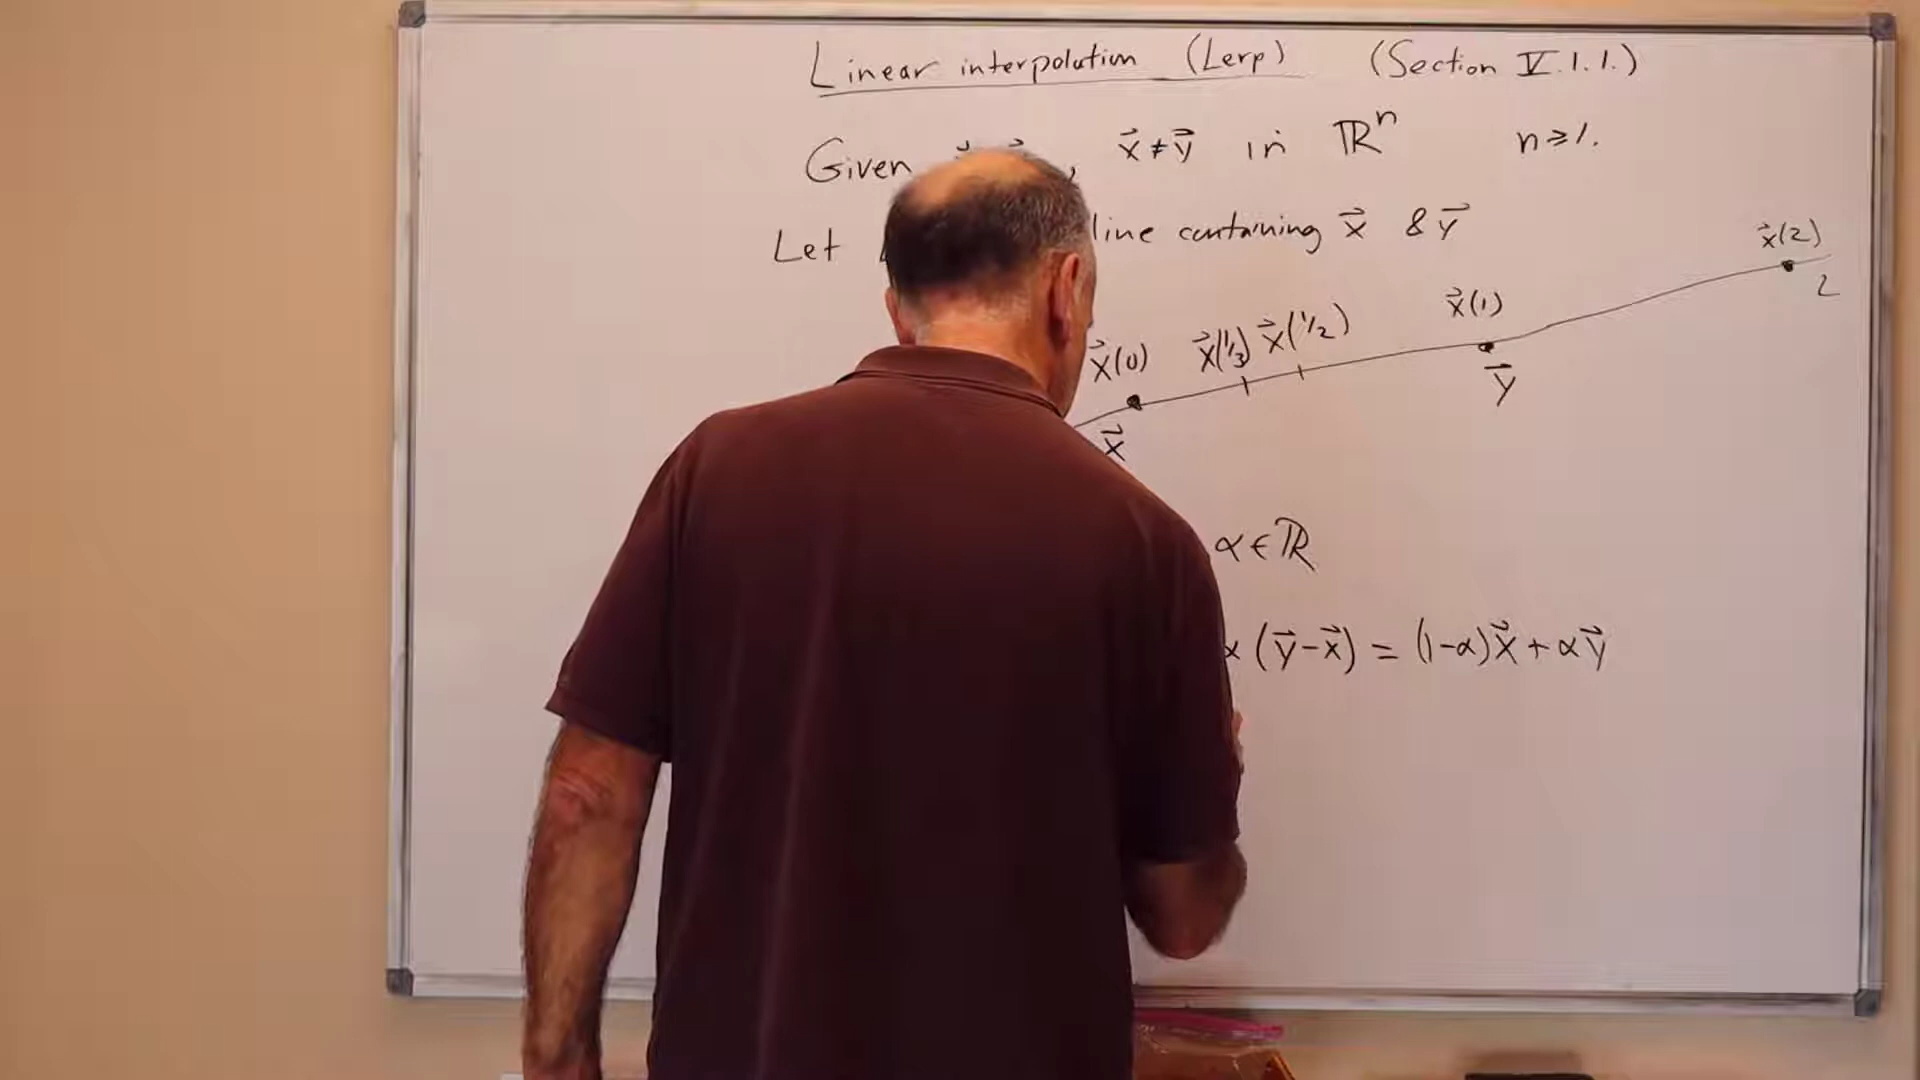 Linear interpolation (Lerp) (Section IV.1.1.)
Given x⃗ ≠ y⃗ in ℝⁿ n ≥ 1.
Let line containing x⃗ & y⃗
x⃗(2)
L
x⃗(1)
x⃗(0) x⃗(1/3) x⃗(1/2)
y⃗
x⃗
α ∈ ℝ
α (y⃗ - x⃗) = (1-α)x⃗ + αy⃗